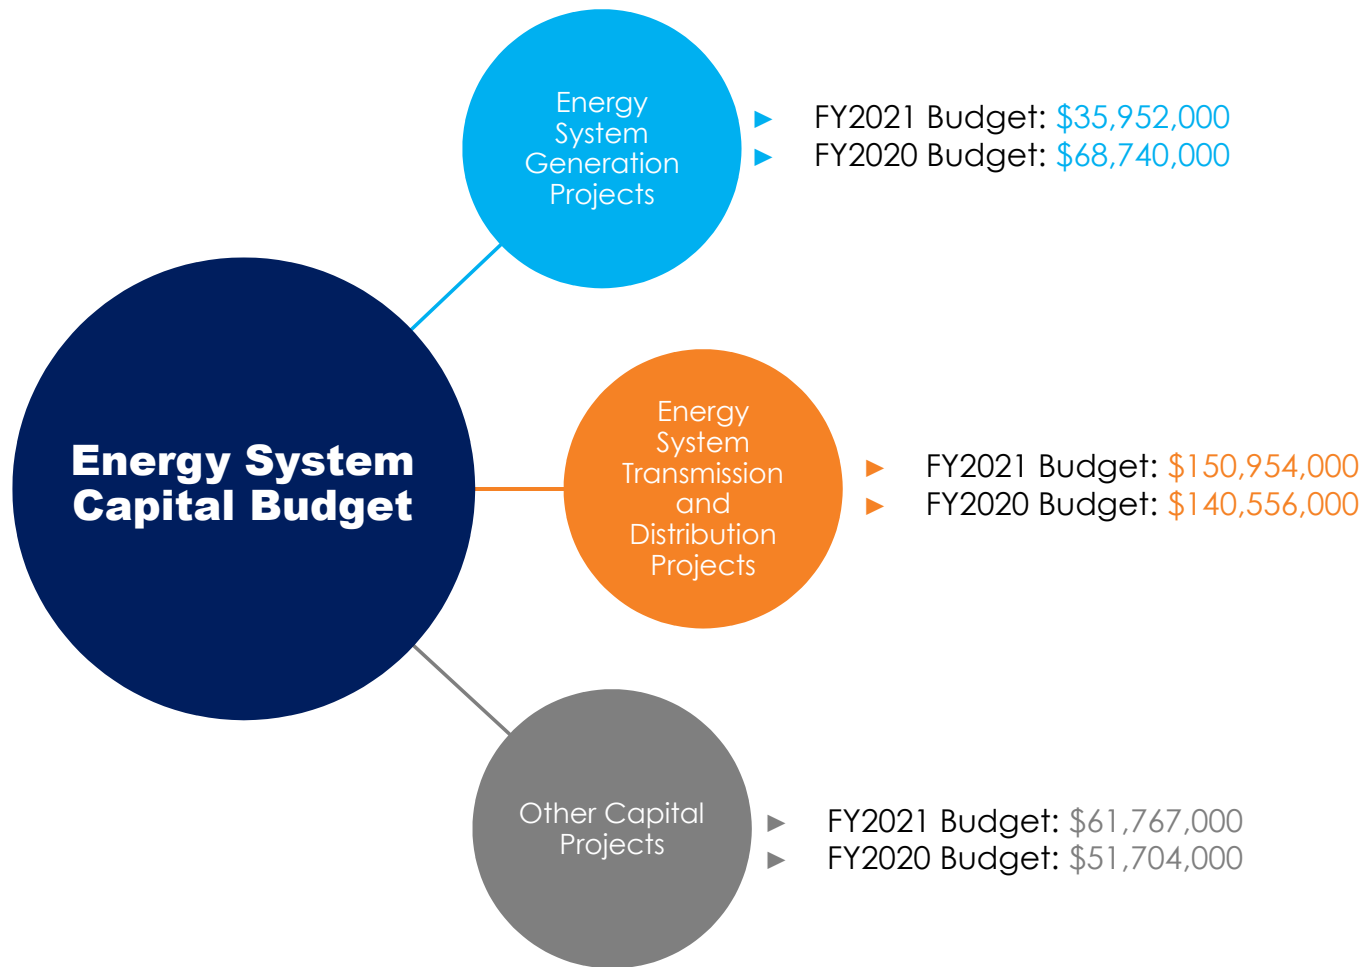 Energy System
Capital Budget
Energy
System
Generation
Projects
► FY2021 Budget: $35,952,000
► FY2020 Budget: $68,740,000
Energy
System
Transmission
and
Distribution
Projects
► FY2021 Budget: $150,954,000
► FY2020 Budget: $140,556,000
Other Capital
Projects
► FY2021 Budget: $61,767,000
► FY2020 Budget: $51,704,000